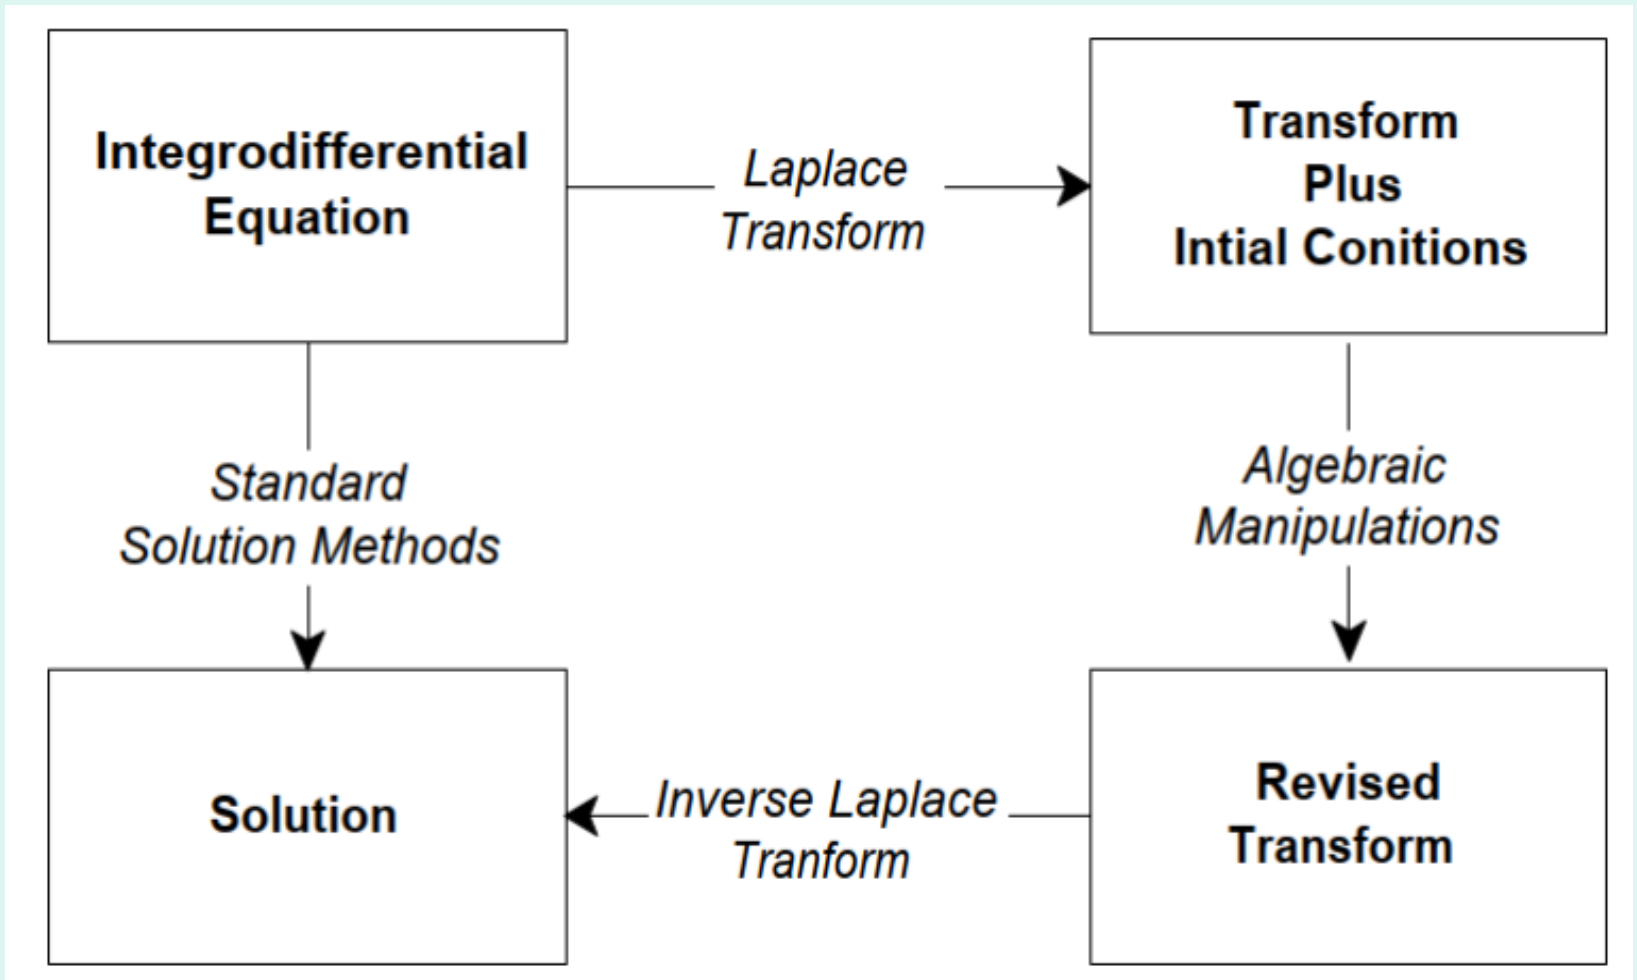 Integrodifferential
Equation
Laplace
Transform
Transform
Plus
Intial Conitions
Standard
Solution Methods
Algebraic
Manipulations
Solution
Inverse Laplace
Tranform
Revised
Transform